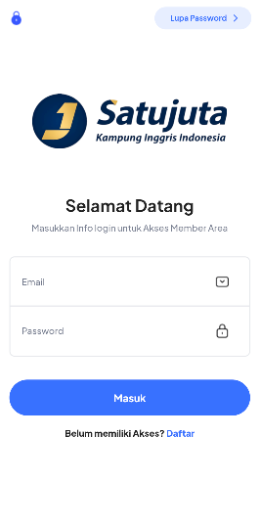 Lupa Password
Satujuta
Kampung Inggris Indonesia
Selamat Datang
Masukkan Info login untuk Akses Member Area
Email
Password
Masuk
Belum memiliki Akses? Daftar